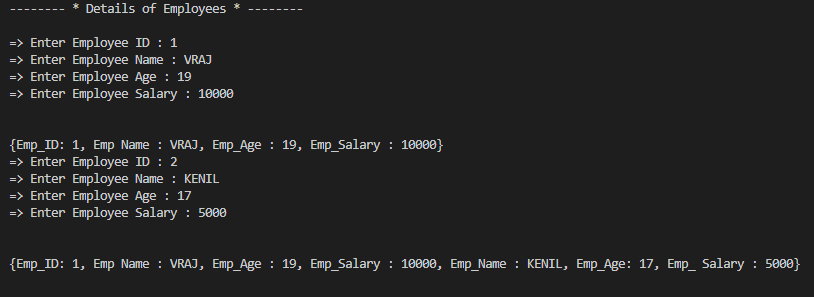 -------- * Details of Employees * --------
=> Enter Employee ID : 1
=> Enter Employee Name : VRAJ
=> Enter Employee Age : 19
=> Enter Employee Salary : 10000
{Emp_ID: 1, Emp Name : VRAJ, Emp_Age : 19, Emp_Salary : 10000}
=> Enter Employee ID : 2
=> Enter Employee Name : KENIL
=> Enter Employee Age : 17
=> Enter Employee Salary : 5000
{Emp_ID: 1, Emp Name : VRAJ, Emp_Age : 19, Emp_Salary : 10000, Emp_Name : KENIL, Emp_Age: 17, Emp_ Salary : 5000}